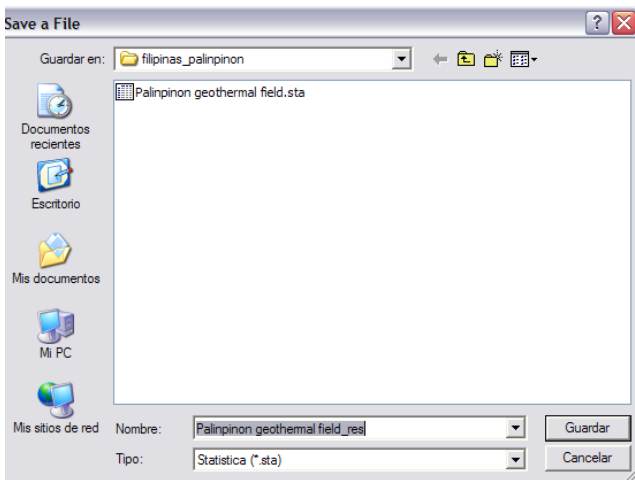 Save a File
?
Guardar en: filipinas_palinpinon
Palinpinon geothermal field.sta
Documentos
recientes
Escritorio
Mis documentos
Mi PC
Mis sitios de red
Nombre: Palinpinon geothermal field_res Guardar
Tipo: Statistica (*.sta) Cancelar